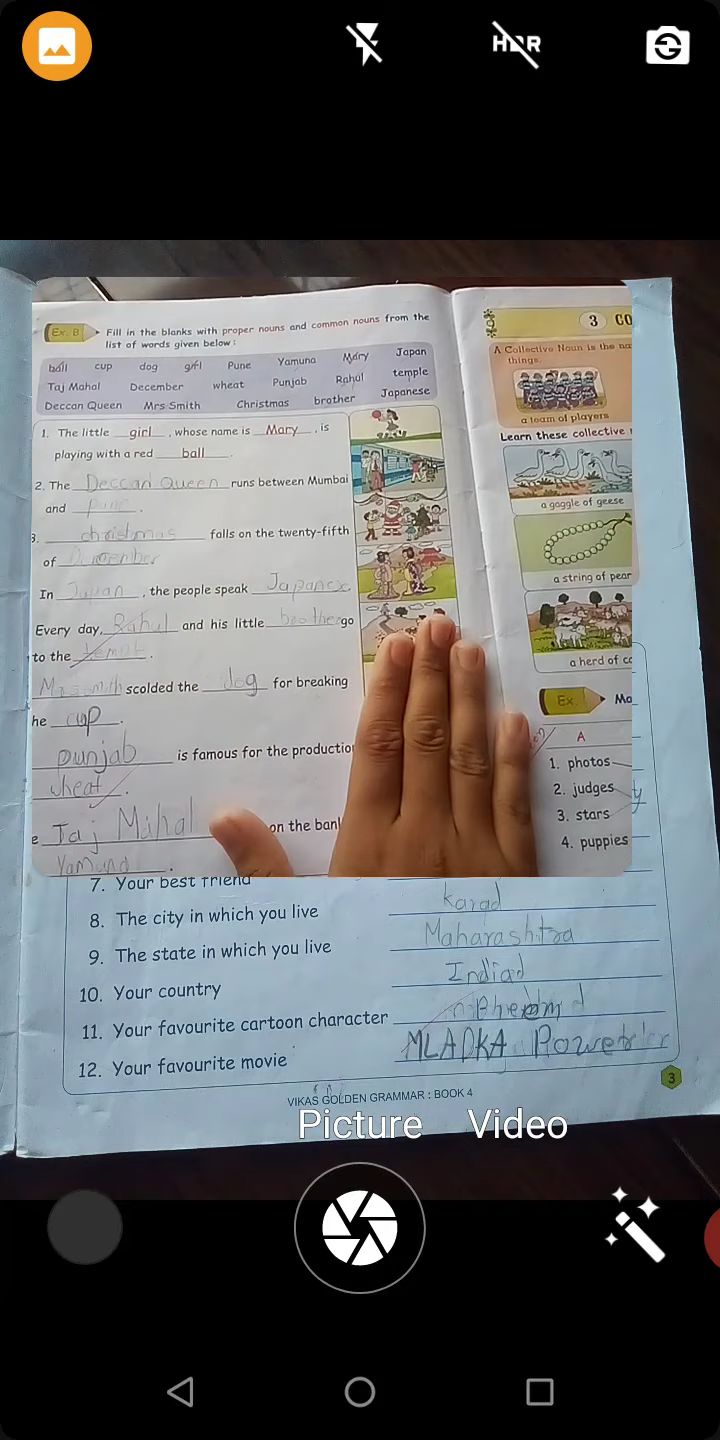 HDR
Ex. B Fill in the blanks with proper nouns and common nouns from the
list of words given below :
ball cup dog girl Pune Yamuna Mary Japan
Taj Mahal December wheat Punjab Rahul temple
Deccan Queen Mrs Smith Christmas brother Japanese
1. The little girl , whose name is Mary , is
playing with a red ball .
2. The Deccan Queen runs between Mumbai
and Pune .
3. christmas falls on the twenty-fifth
of
In Japan , the people speak
Every day, Rahul and his little brother go
to the
Mrs smith scolded the dog for breaking
he cup .
punjab is famous for the productio
wheat .
e Taj Mahal on the bank
Yamuna .
3 CO
A Collective Noun is the na
things.
a team of players
Learn these collective
a gaggle of geese
a string of pear
a herd of co
Ex. Ma
A
1. photos
2. judges
3. stars
4. puppies
y
7. Your best friend
8. The city in which you live karad
9. The state in which you live Maharashtra
10. Your country Indiad
11. Your favourite cartoon character
12. Your favourite movie MLADKA
3
VIKAS GOLDEN GRAMMAR : BOOK 4
Picture Video